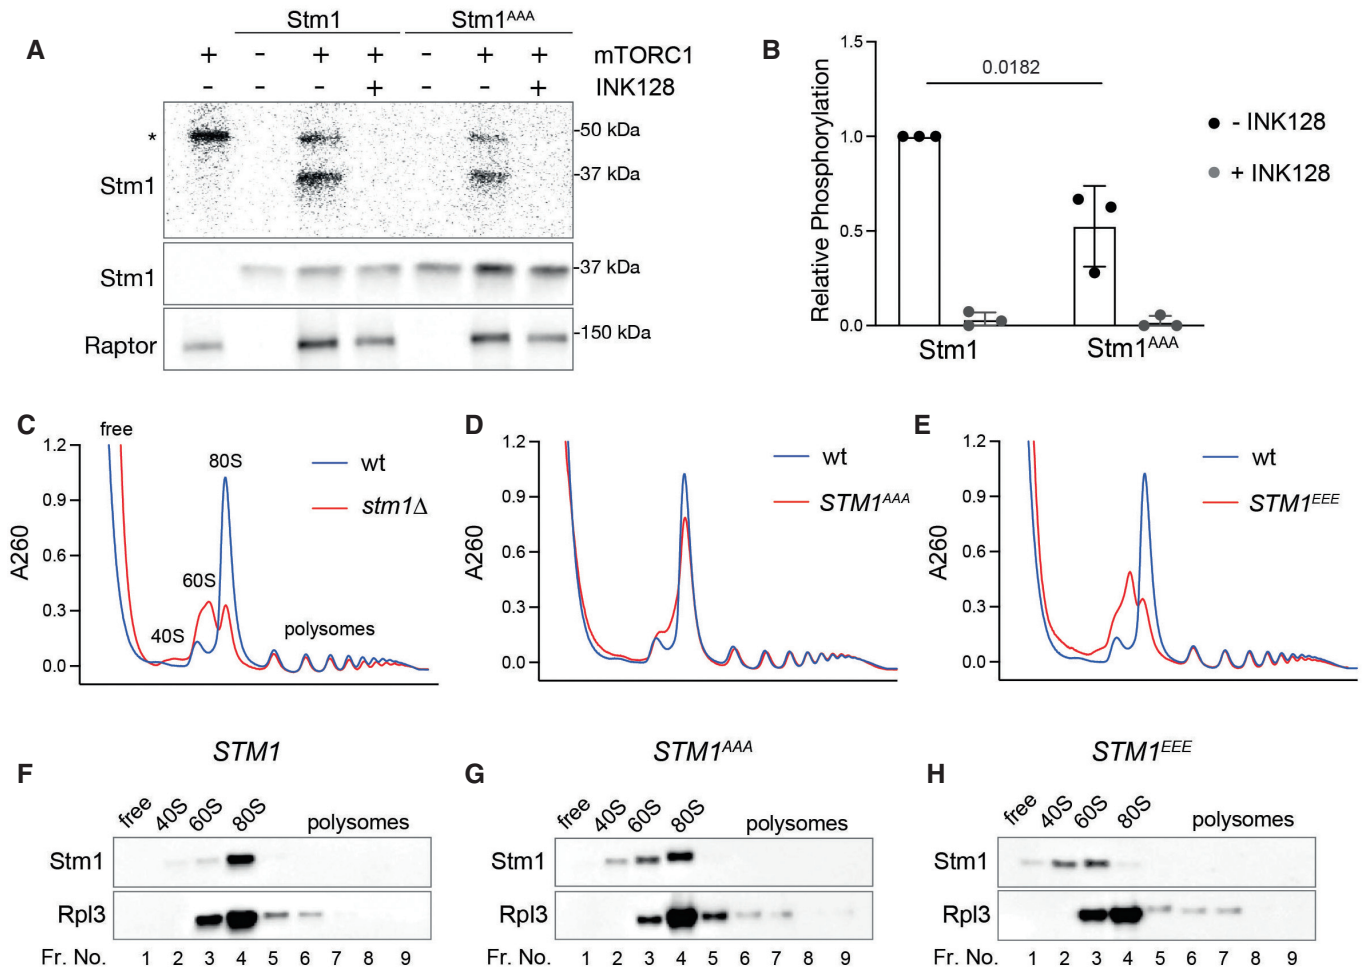 A
Stm1 Stm1AAA
+ - + + - + + mTORC1
- - - + - - + INK128
* -50 kDa
Stm1 -37 kDa
Stm1 -37 kDa
Raptor -150 kDa
B
Relative Phosphorylation
1.5
1.0
0.5
0.0
0.0182
Stm1 Stm1AAA
- INK128
+ INK128
C
A260
1.2
0.9
0.6
0.3
0.0
free
40S
60S
80S
polysomes
wt
stm1Δ
D
A260
1.2
0.9
0.6
0.3
0.0
wt
STM1AAA
E
A260
1.2
0.9
0.6
0.3
0.0
wt
STM1EEE
F
STM1
free 40S 60S 80S polysomes
Stm1
Rpl3
Fr. No. 1 2 3 4 5 6 7 8 9
G
STM1AAA
free 40S 60S 80S polysomes
Stm1
Rpl3
Fr. No. 1 2 3 4 5 6 7 8 9
H
STM1EEE
free 40S 60S 80S polysomes
Stm1
Rpl3
Fr. No. 1 2 3 4 5 6 7 8 9